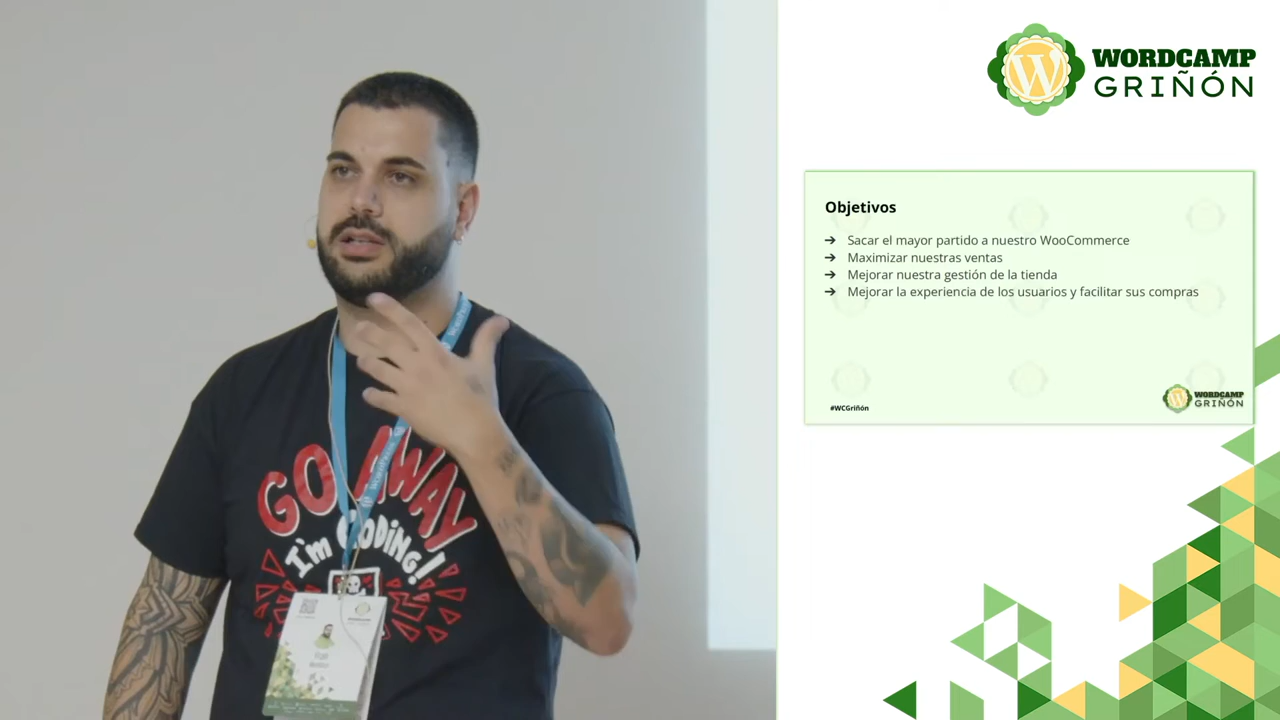 WORDCAMP
GRIÑÓN
Objetivos
➔ Sacar el mayor partido a nuestro WooCommerce
➔ Maximizar nuestras ventas
➔ Mejorar nuestra gestión de la tienda
➔ Mejorar la experiencia de los usuarios y facilitar sus compras
#WCGriñón
WORDCAMP
GRIÑÓN
GO AWAY
I'm CODING!